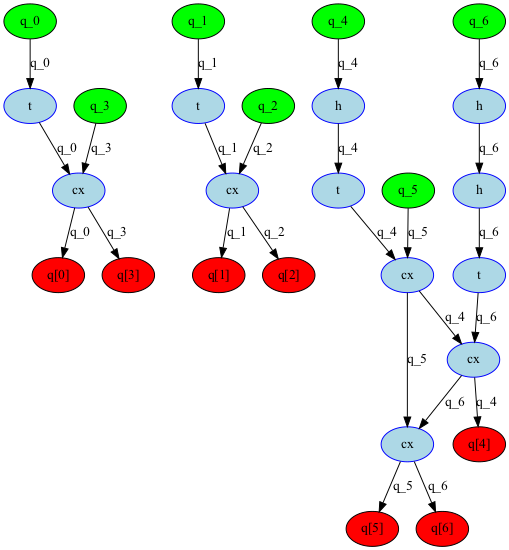 q_0 q_1 q_4 q_6
q_0 q_1 q_4 q_6
t q_3 t q_2 h h
q_0 q_3 q_1 q_2 q_4 q_6
cx cx t q_5 h
q_0 q_3 q_1 q_2 q_4 q_5 q_6
q[0] q[3] q[1] q[2] cx t
q_4 q_6
q_5 cx
q_6 q_4
cx q[4]
q_5 q_6
q[5] q[6]